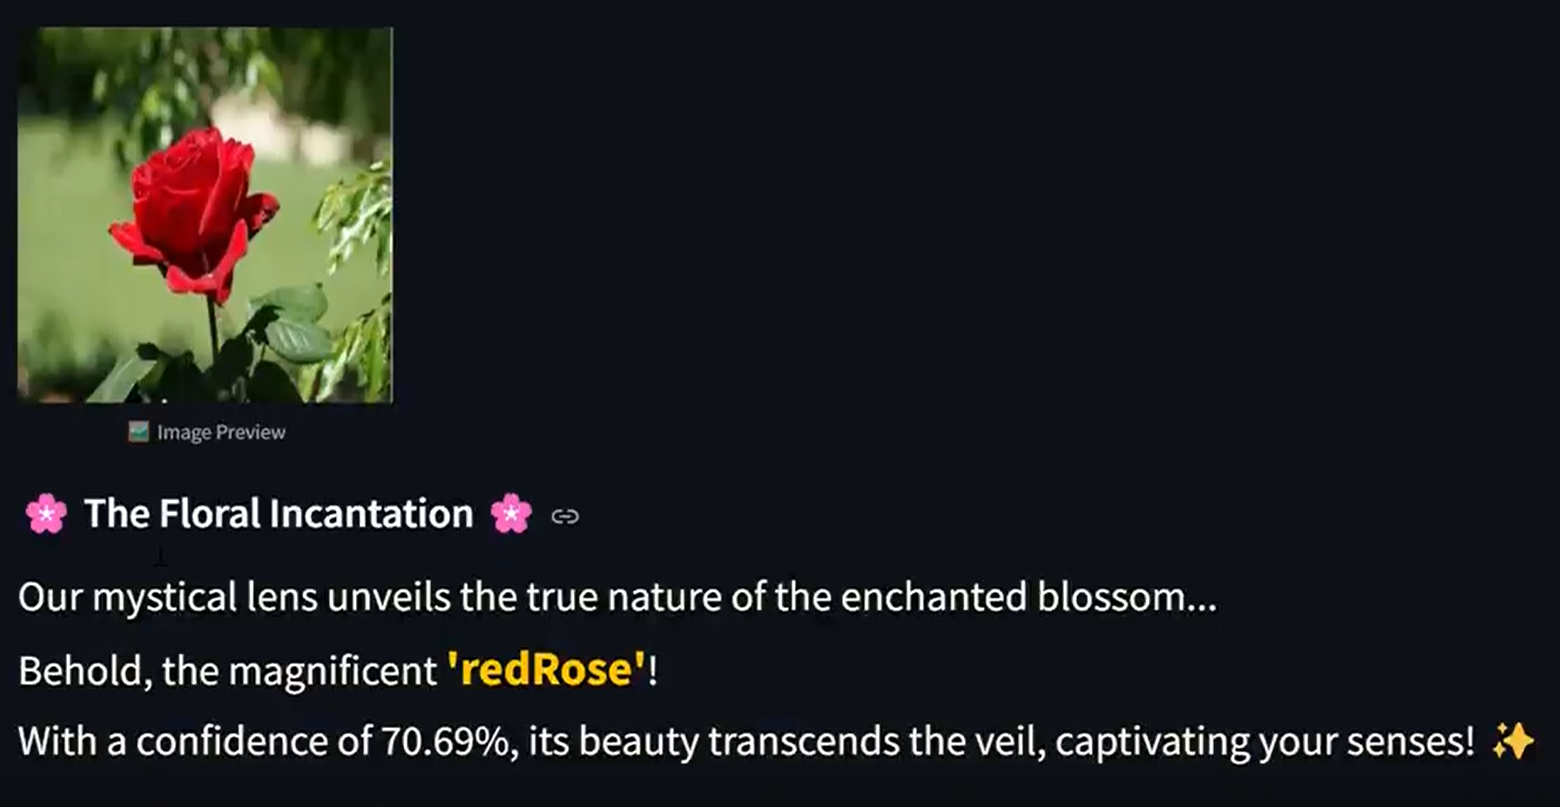 Image Preview
🌸 The Floral Incantation 🌸
Our mystical lens unveils the true nature of the enchanted blossom...
Behold, the magnificent 'redRose'!
With a confidence of 70.69%, its beauty transcends the veil, captivating your senses! ✨